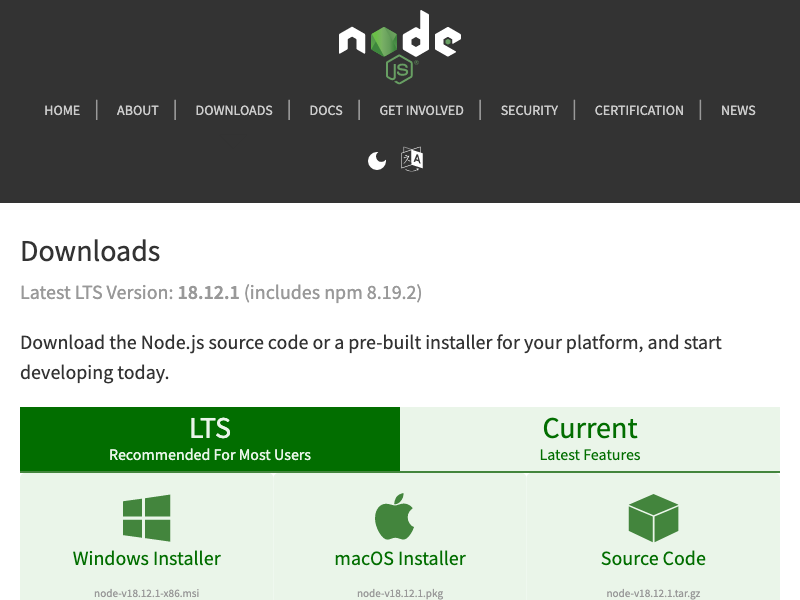 node
JS
HOME
ABOUT
DOWNLOADS
DOCS
GET INVOLVED
SECURITY
CERTIFICATION
NEWS
Downloads
Latest LTS Version: 18.12.1 (includes npm 8.19.2)
Download the Node.js source code or a pre-built installer for your platform, and start
developing today.
LTS
Recommended For Most Users
Current
Latest Features
Windows Installer
node-v18.12.1-x86.msi
macOS Installer
node-v18.12.1.pkg
Source Code
node-v18.12.1.tar.gz